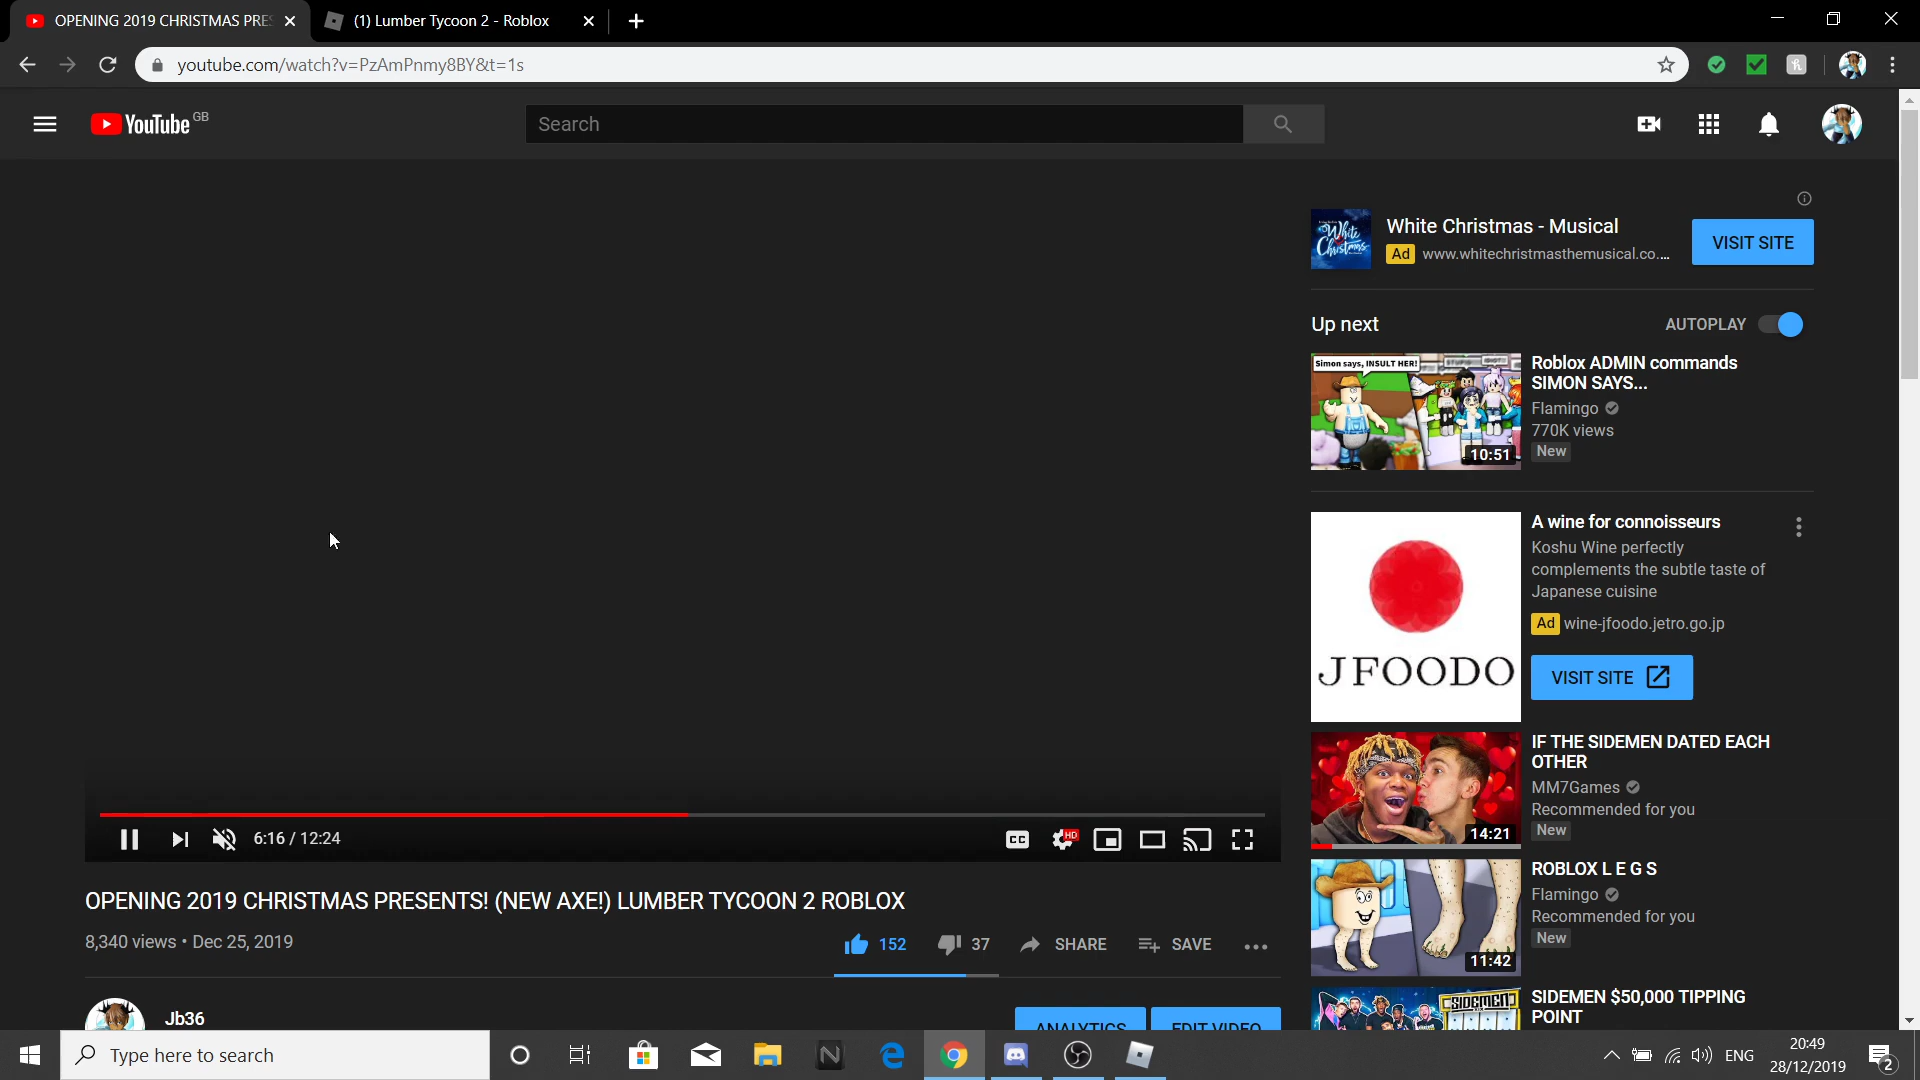 OPENING 2019 CHRISTMAS PRES
(1) Lumber Tycoon 2 - Roblox
youtube.com/watch?v=PzAmPnmy8BY&t=1s
YouTube GB
Search
White Christmas
White Christmas - Musical
Ad www.whitechristmasthemusical.co....
VISIT SITE
Up next
AUTOPLAY
Simon says, INSULT HER!
10:51
Roblox ADMIN commands
SIMON SAYS...
Flamingo
770K views
New
JFOODO
A wine for connoisseurs
Koshu Wine perfectly
complements the subtle taste of
Japanese cuisine
Ad wine-jfoodo.jetro.go.jp
VISIT SITE
14:21
IF THE SIDEMEN DATED EACH
OTHER
MM7Games
Recommended for you
New
11:42
ROBLOX L E G S
Flamingo
Recommended for you
New
SIDEMEN
SIDEMEN $50,000 TIPPING
POINT
6:16 / 12:24
CC
HD
OPENING 2019 CHRISTMAS PRESENTS! (NEW AXE!) LUMBER TYCOON 2 ROBLOX
8,340 views • Dec 25, 2019
152
37
SHARE
SAVE
Jb36
ANALYTICS
EDIT VIDEO
Type here to search
N
ENG
20:49
28/12/2019
2